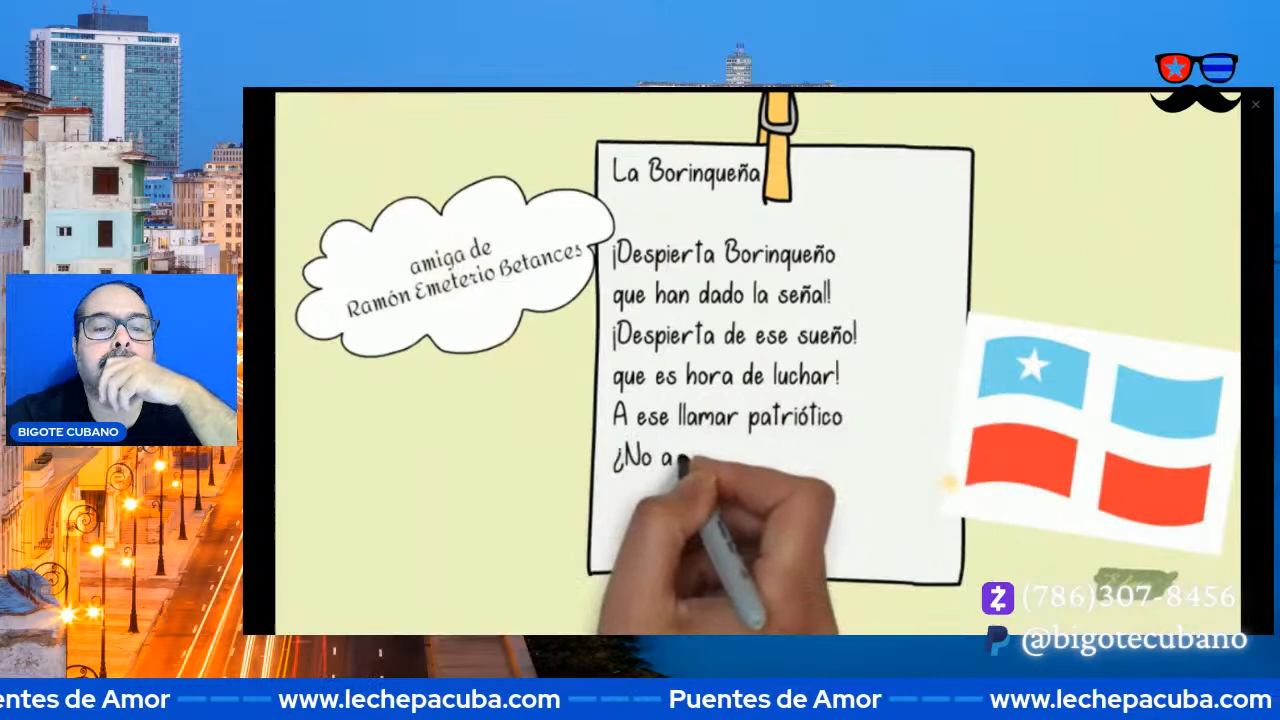 La Borinqueña
amiga de
Ramón Emeterio Betances
¡Despierta Borinqueño
que han dado la señal!
¡Despierta de ese sueño!
que es hora de luchar!
A ese llamar patriótico
¿No a
BIGOTE CUBANO
(786)307-8456
@bigotecubano
entes de Amor www.lechepacuba.com Puentes de Amor www.lechepacuba.com